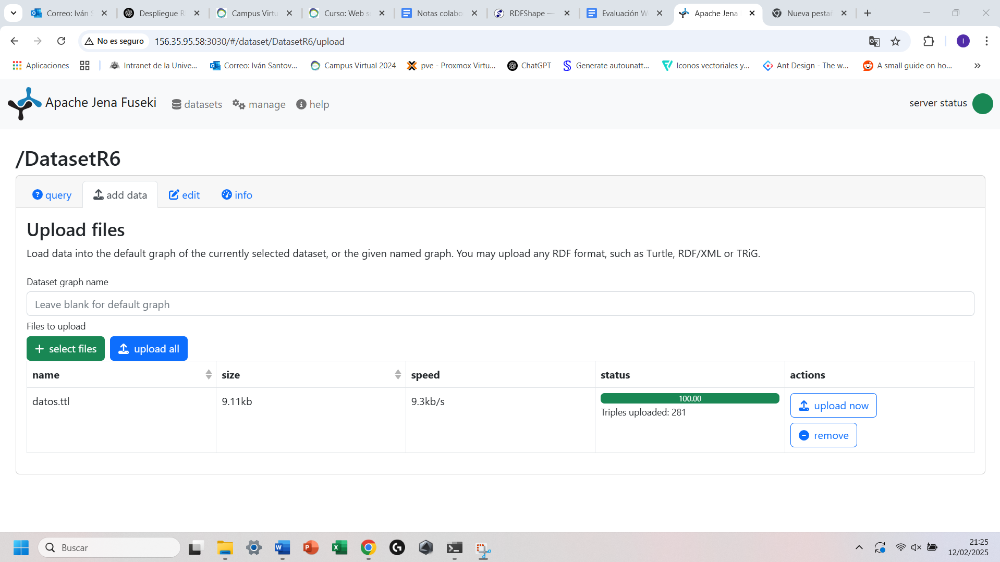 Correo: Iván S
Despliegue R
Campus Virtu
Curso: Web s
Notas colabo
RDFShape —
Evaluación W
Apache Jena
Nueva pestañ
No es seguro
156.35.95.58:3030/#/dataset/DatasetR6/upload
I
Aplicaciones
Intranet de la Unive...
Correo: Iván Santov...
Campus Virtual 2024
pve - Proxmox Virtu...
ChatGPT
Generate autounatt...
Iconos vectoriales y...
Ant Design - The w...
A small guide on ho...
Apache Jena Fuseki
datasets
manage
help
server status
/DatasetR6
query
add data
edit
info
Upload files
Load data into the default graph of the currently selected dataset, or the given named graph. You may upload any RDF format, such as Turtle, RDF/XML or TRiG.
Dataset graph name
Leave blank for default graph
Files to upload
select files
upload all
name
size
speed
status
actions
datos.ttl
9.11kb
9.3kb/s
100.00
Triples uploaded: 281
upload now
remove
Buscar
21:25
12/02/2025